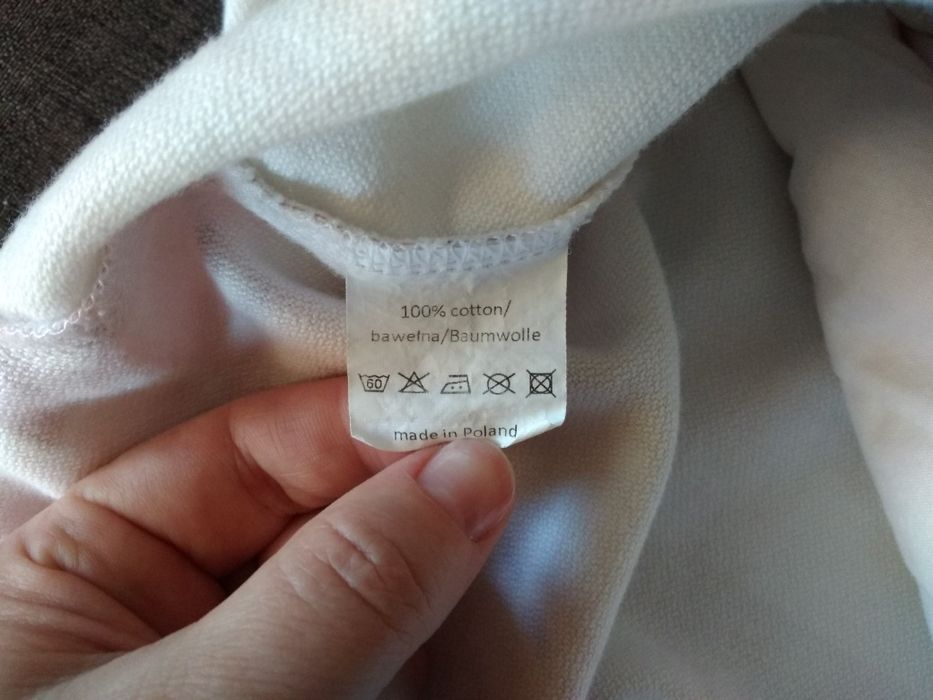 100% cotton/
bawełna/Baumwolle
60
made in Poland